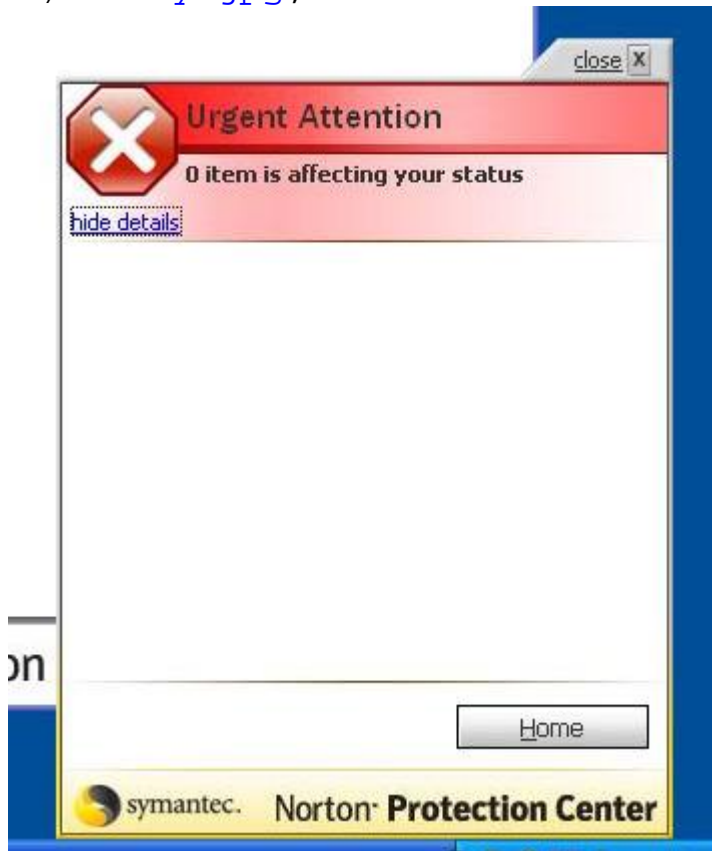 close X
Urgent Attention
0 item is affecting your status
hide details
on
Home
symantec. Norton· Protection Center